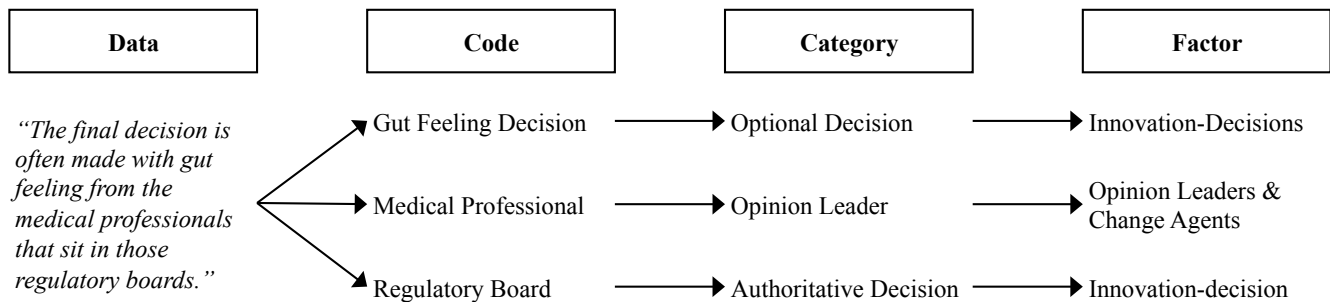 Data
Code
Category
Factor
“The final decision is
often made with gut
feeling from the
medical professionals
that sit in those
regulatory boards.”
Gut Feeling Decision
Optional Decision
Innovation-Decisions
Medical Professional
Opinion Leader
Opinion Leaders &
Change Agents
Regulatory Board
Authoritative Decision
Innovation-decision